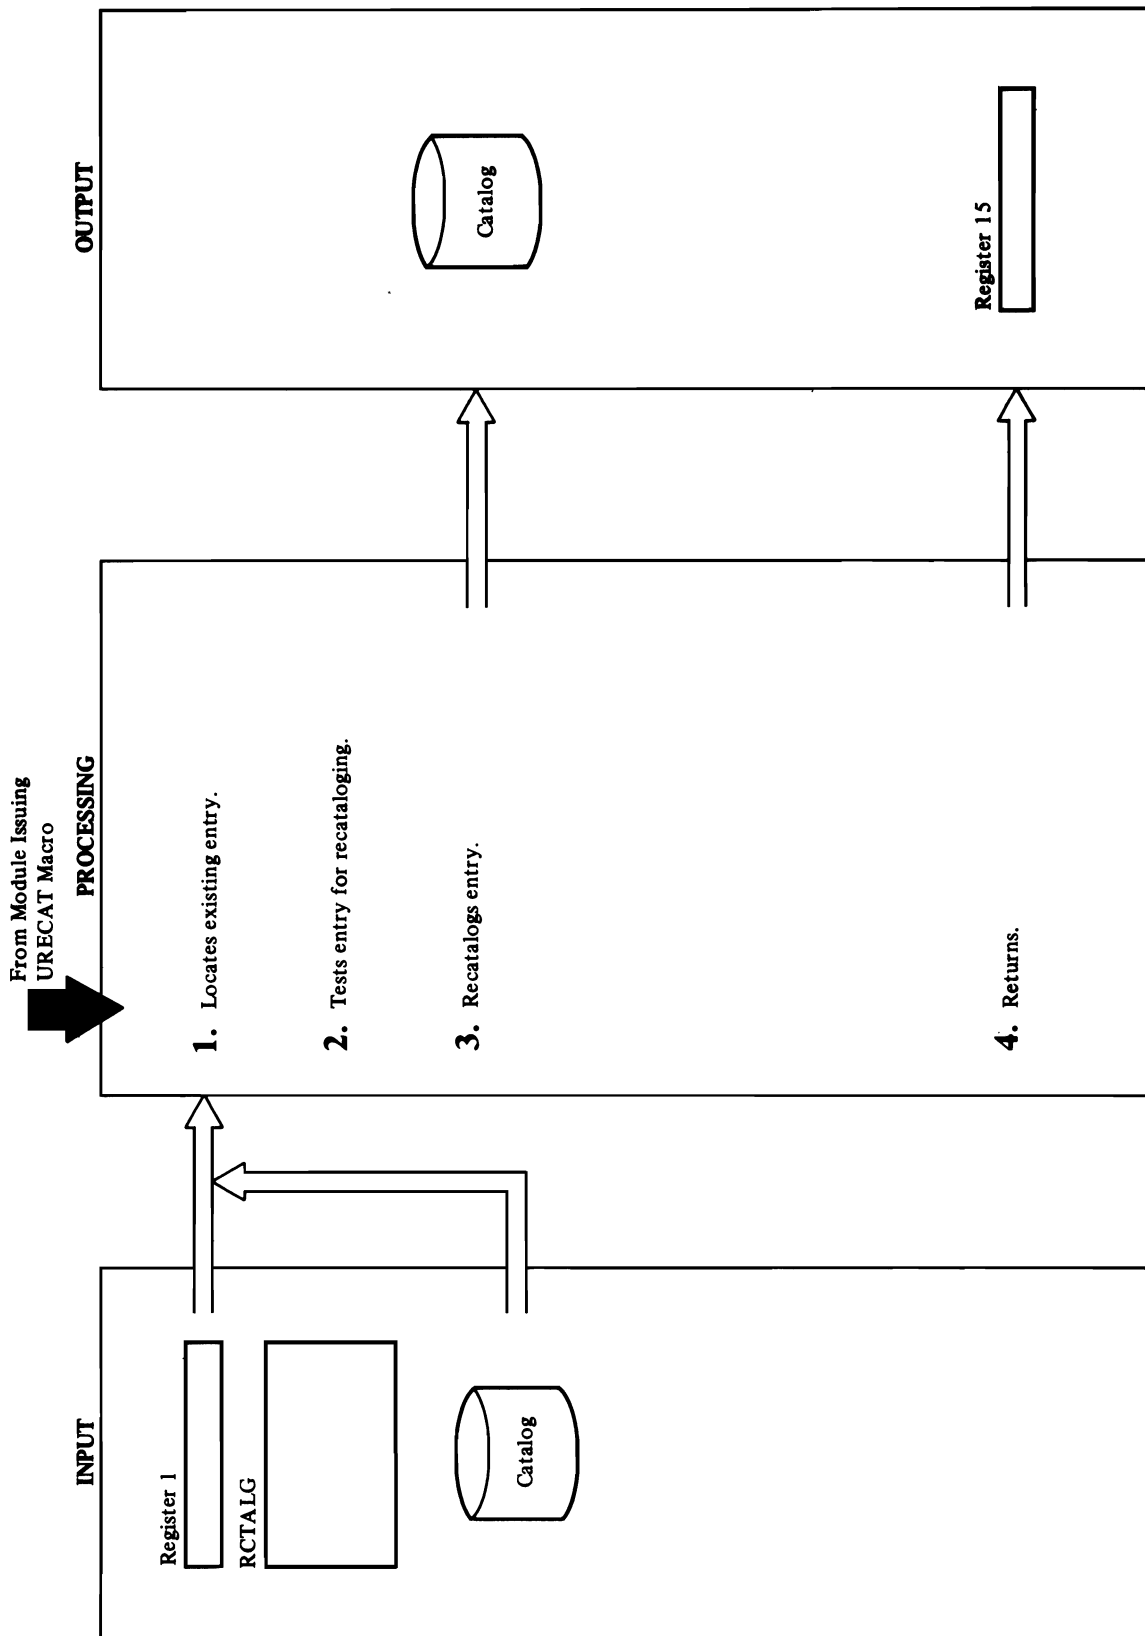 From Module Issuing
URECAT Macro
INPUT
Register 1
RCTALG
Catalog
PROCESSING
1. Locates existing entry.
2. Tests entry for recataloging.
3. Recatalogs entry.
4. Returns.
OUTPUT
Catalog
Register 15